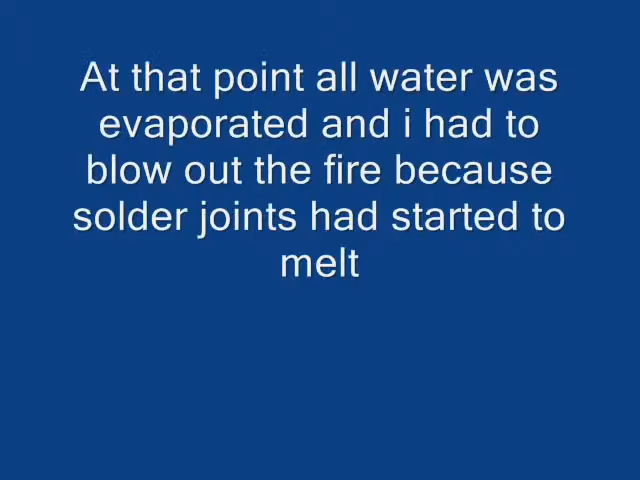 At that point all water was
evaporated and i had to
blow out the fire because
solder joints had started to
melt